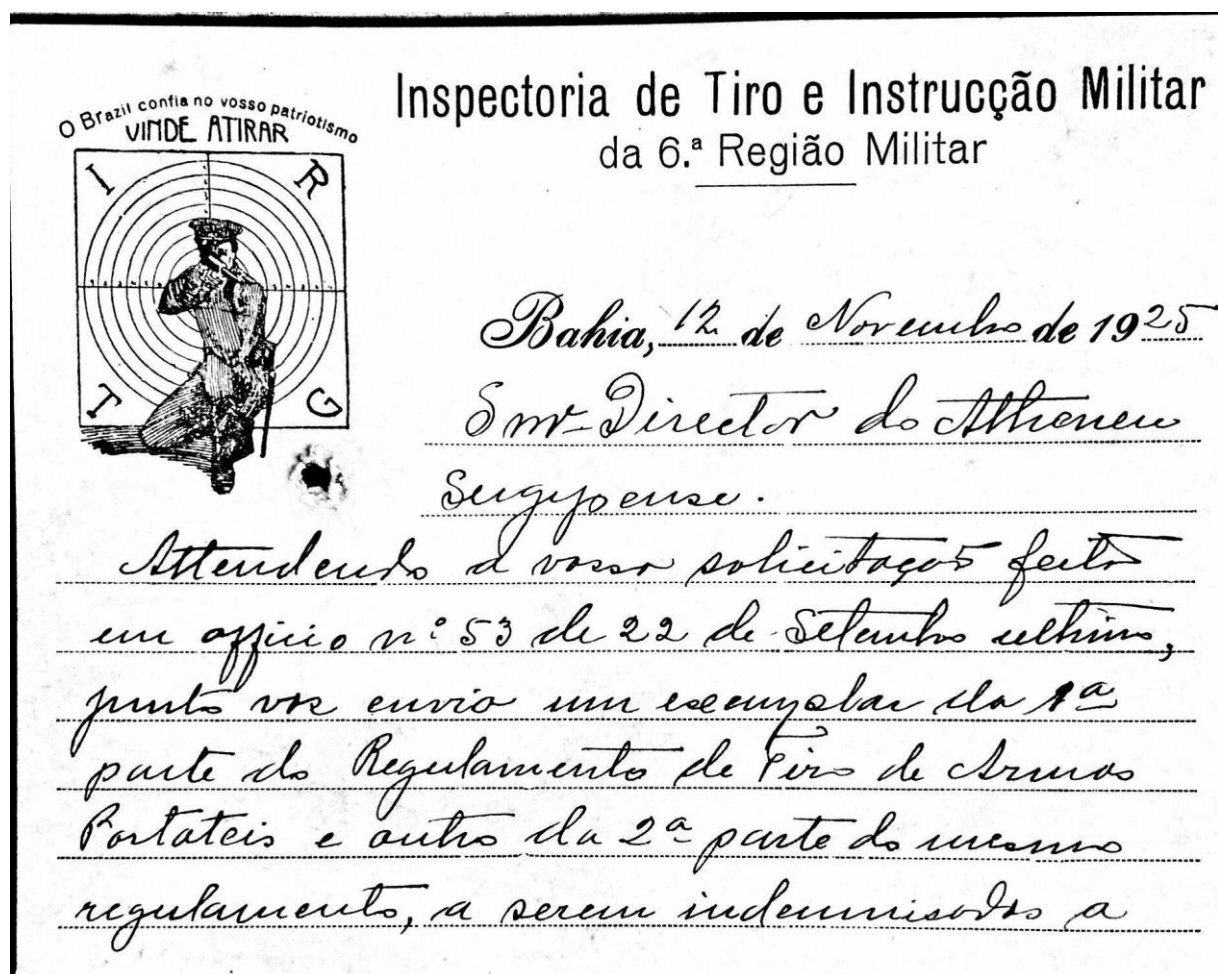 O Brazil confia no vosso patriotismo
VINDE ATIRAR
I R
T G
Inspectoria de Tiro e Instrucção Militar
da 6.ª Região Militar
Bahia, 12 de Novembro de 1925
Snr. Director do Atheneu
Sergipense.
Attendendo a vossa solicitação feita
em officio nº 53 de 22 de Setembro ultimo,
junto vos envio um exemplar da 1ª
parte do Regulamento de Tiro de Armas
Portateis e outro da 2ª parte do mesmo
regulamento, a serem indemnisados a